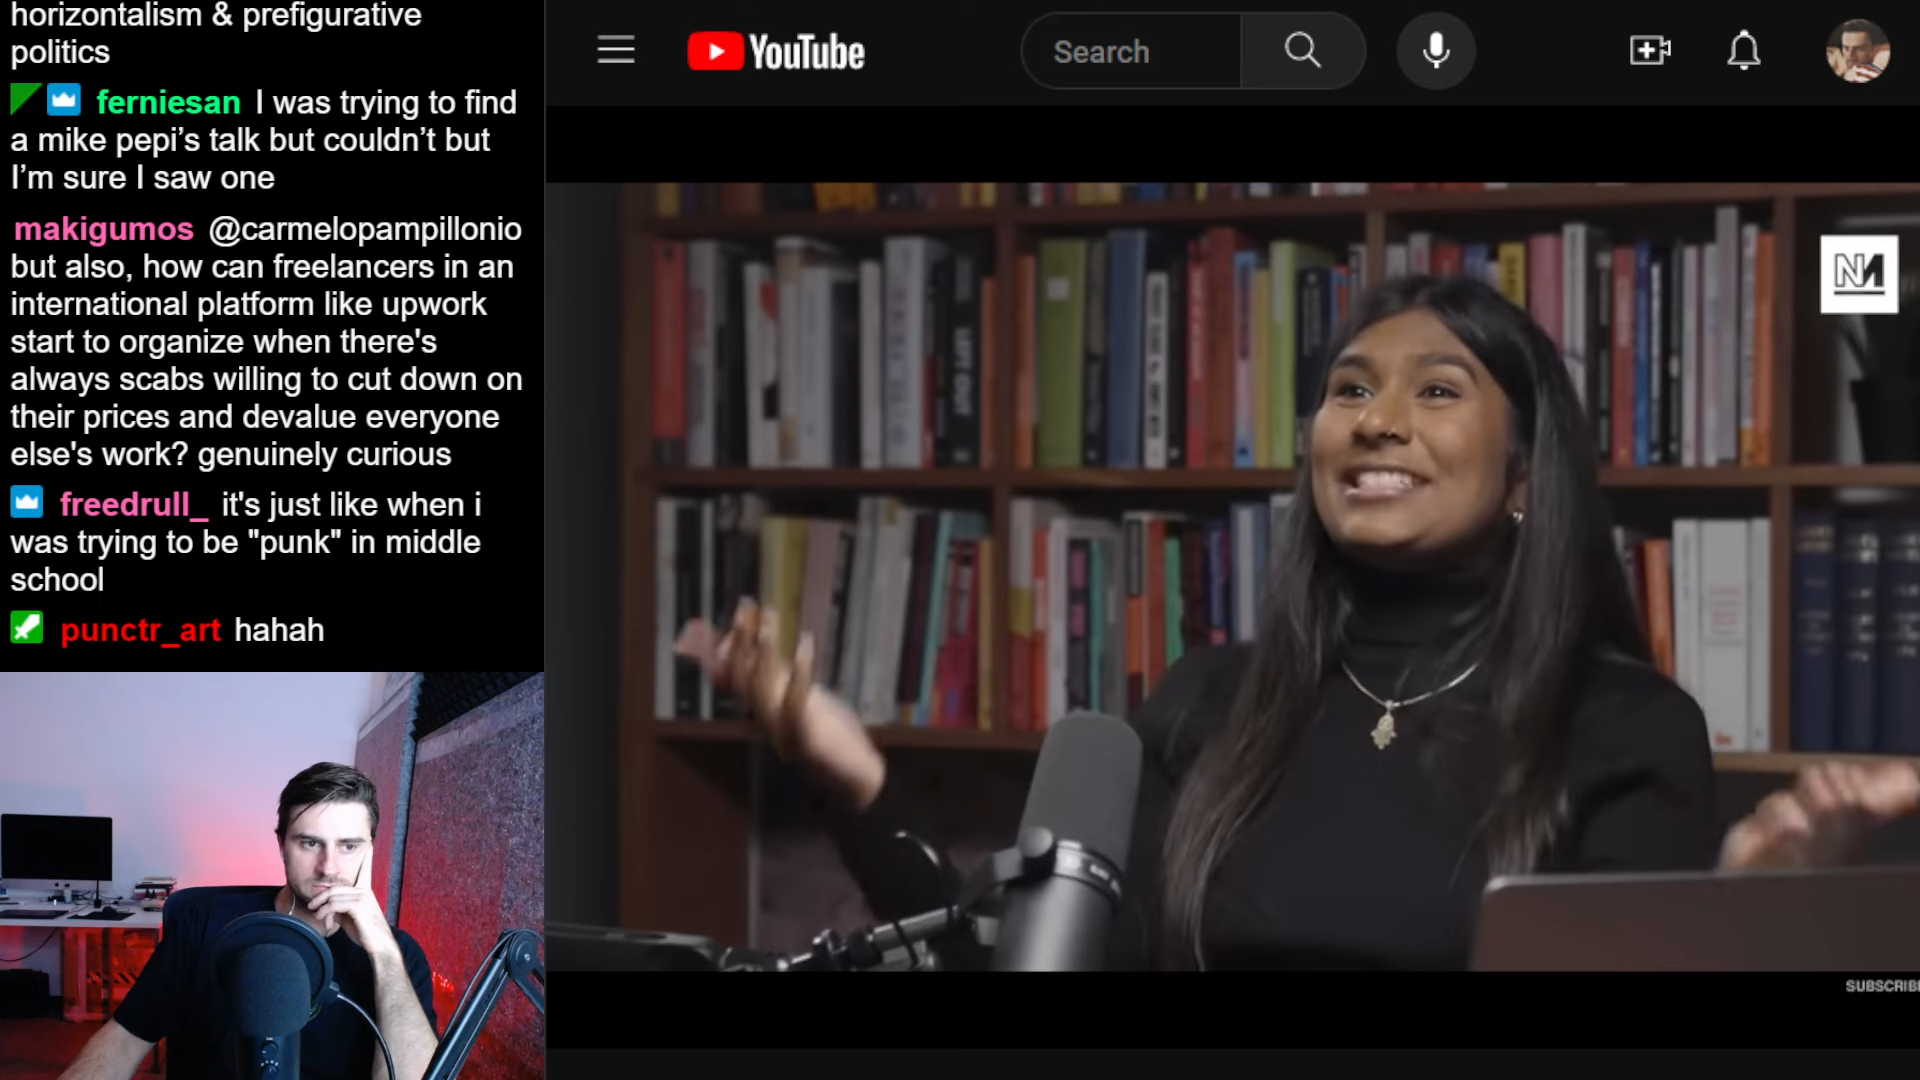 horizontalism & prefigurative
politics
ferniesan I was trying to find
a mike pepi’s talk but couldn’t but
I’m sure I saw one
makigumos @carmelopampillonio
but also, how can freelancers in an
international platform like upwork
start to organize when there's
always scabs willing to cut down on
their prices and devalue everyone
else's work? genuinely curious
freedrull_ it's just like when i
was trying to be "punk" in middle
school
punctr_art hahah
YouTube
Search
NM
LEFT OUT
SUBSCRIBE